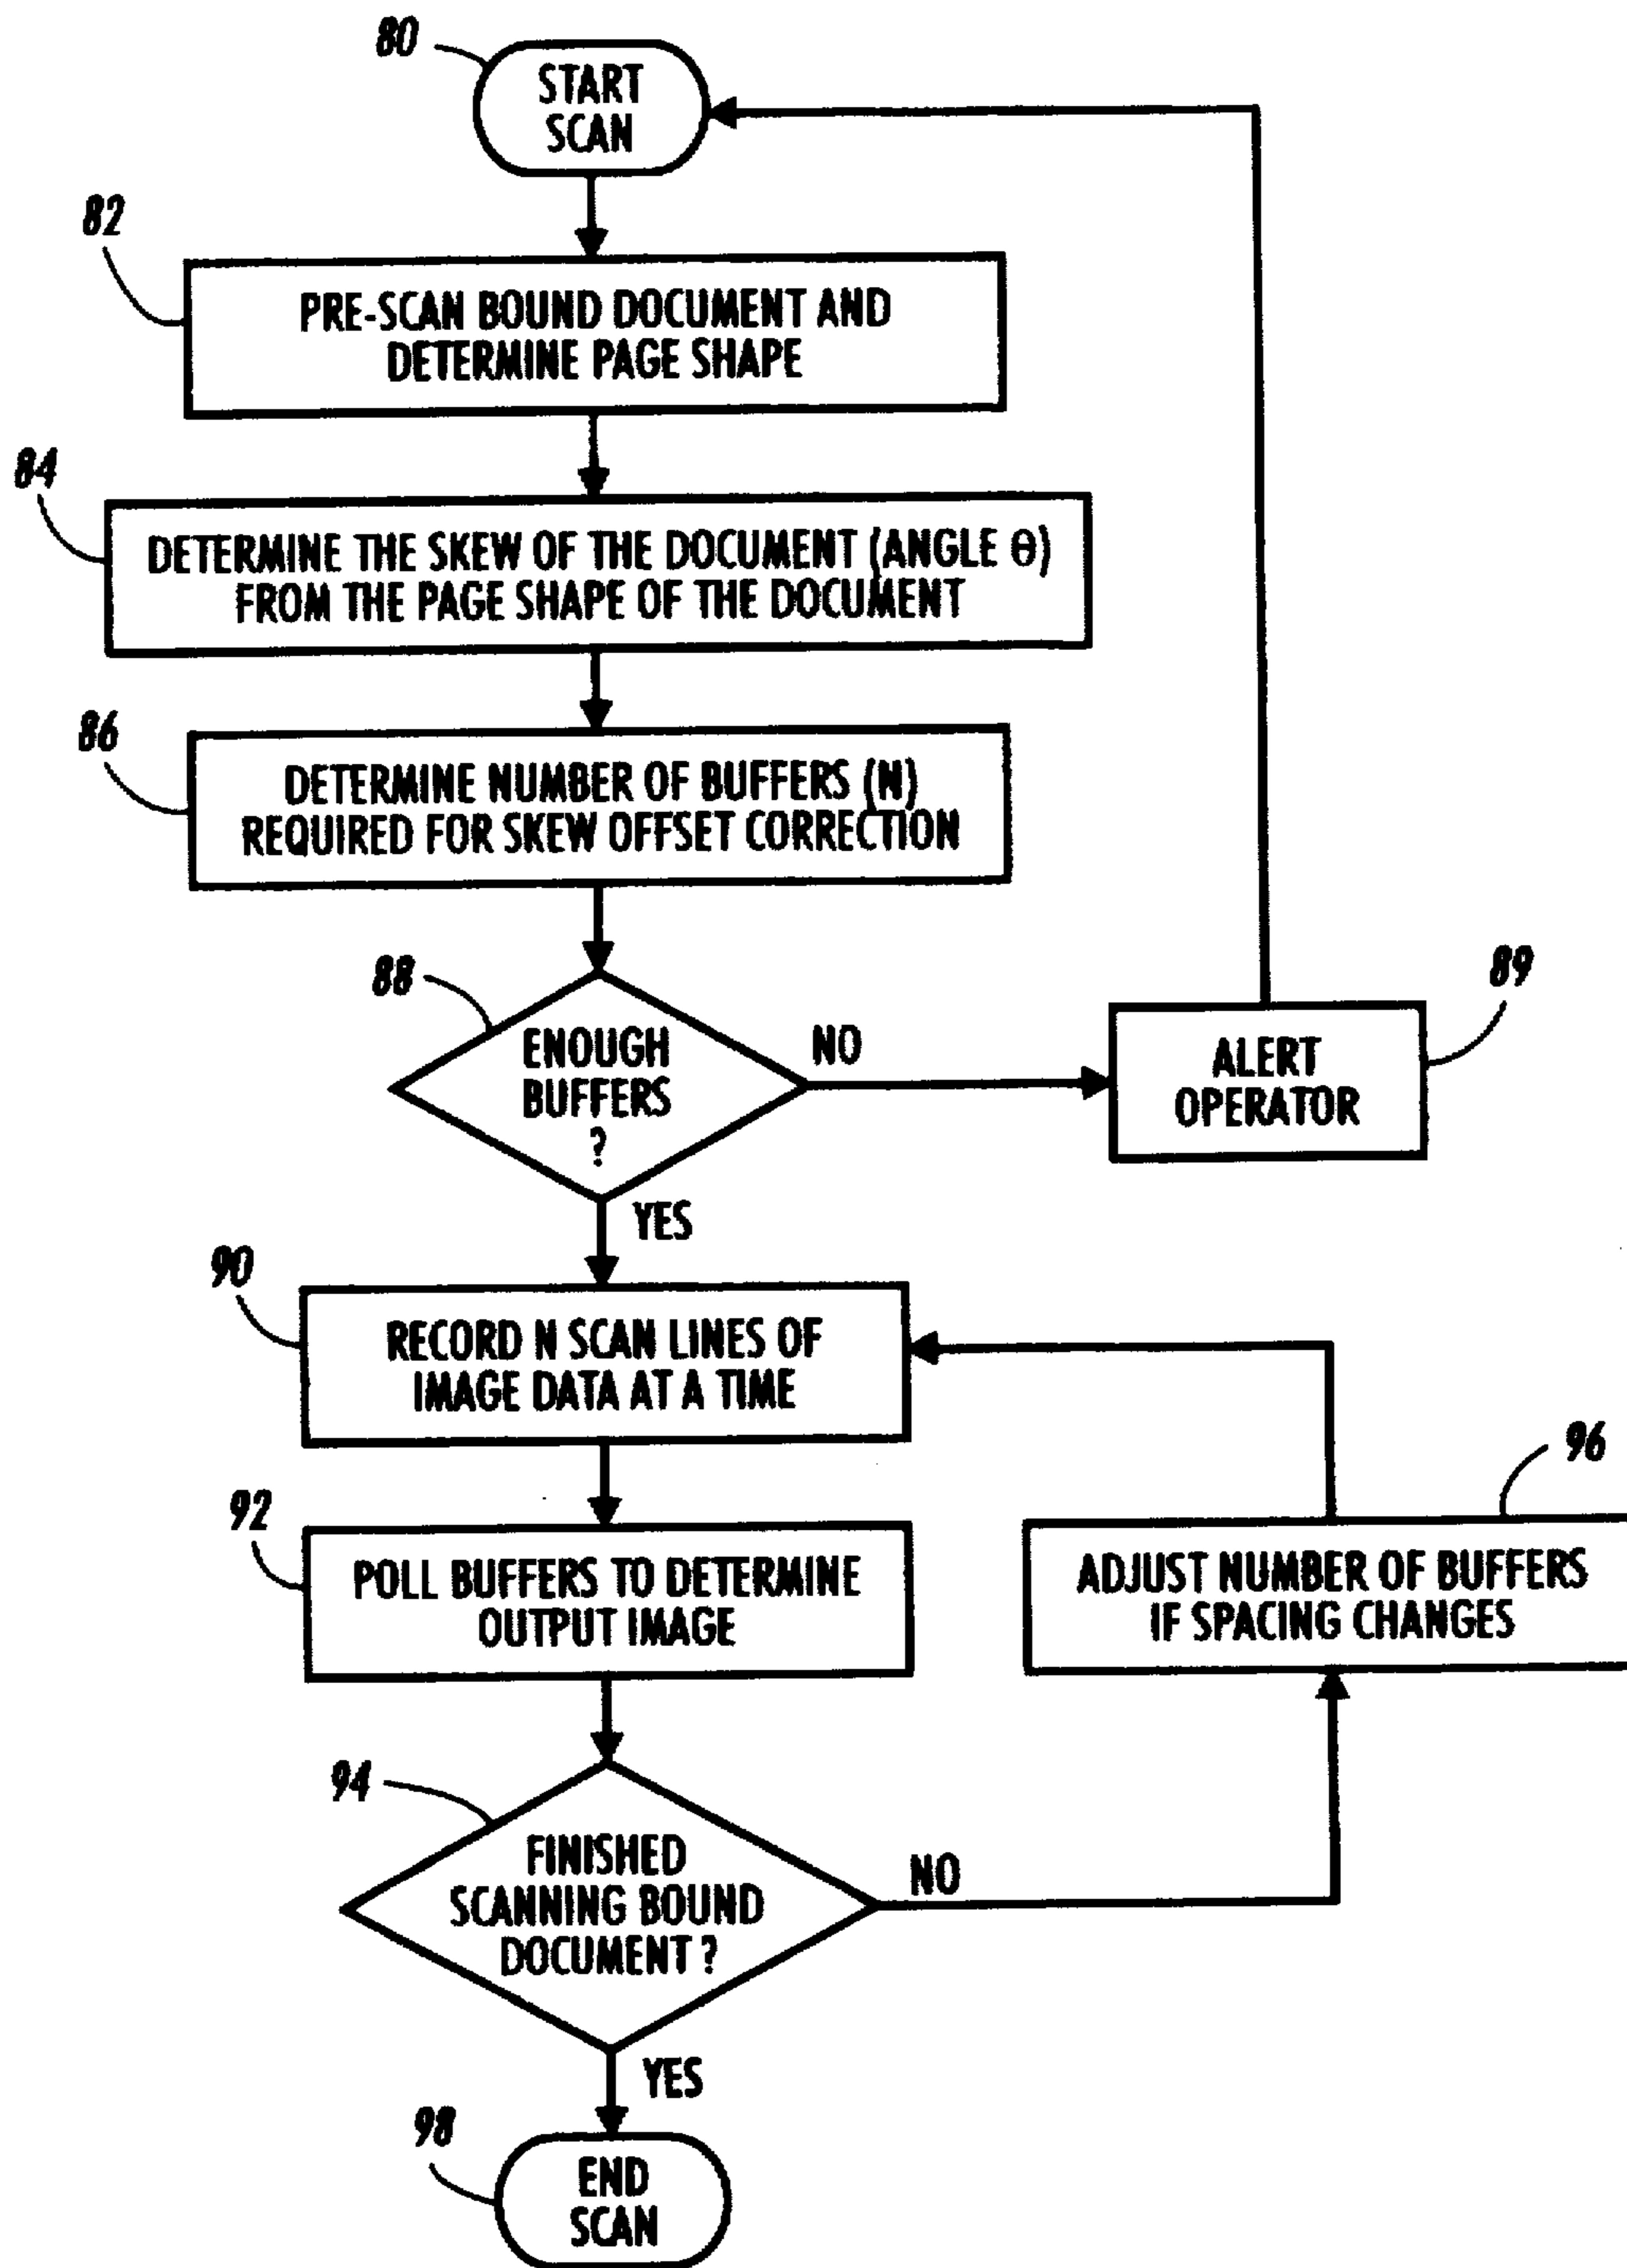 80
START
SCAN
82
PRE-SCAN BOUND DOCUMENT AND
DETERMINE PAGE SHAPE
84
DETERMINE THE SKEW OF THE DOCUMENT (ANGLE θ)
FROM THE PAGE SHAPE OF THE DOCUMENT
86
DETERMINE NUMBER OF BUFFERS (N)
REQUIRED FOR SKEW OFFSET CORRECTION
88
ENOUGH
BUFFERS
?
NO
89
ALERT
OPERATOR
YES
90
RECORD N SCAN LINES OF
IMAGE DATA AT A TIME
96
92
POLL BUFFERS TO DETERMINE
OUTPUT IMAGE
ADJUST NUMBER OF BUFFERS
IF SPACING CHANGES
94
FINISHED
SCANNING BOUND
DOCUMENT ?
NO
YES
98
END
SCAN